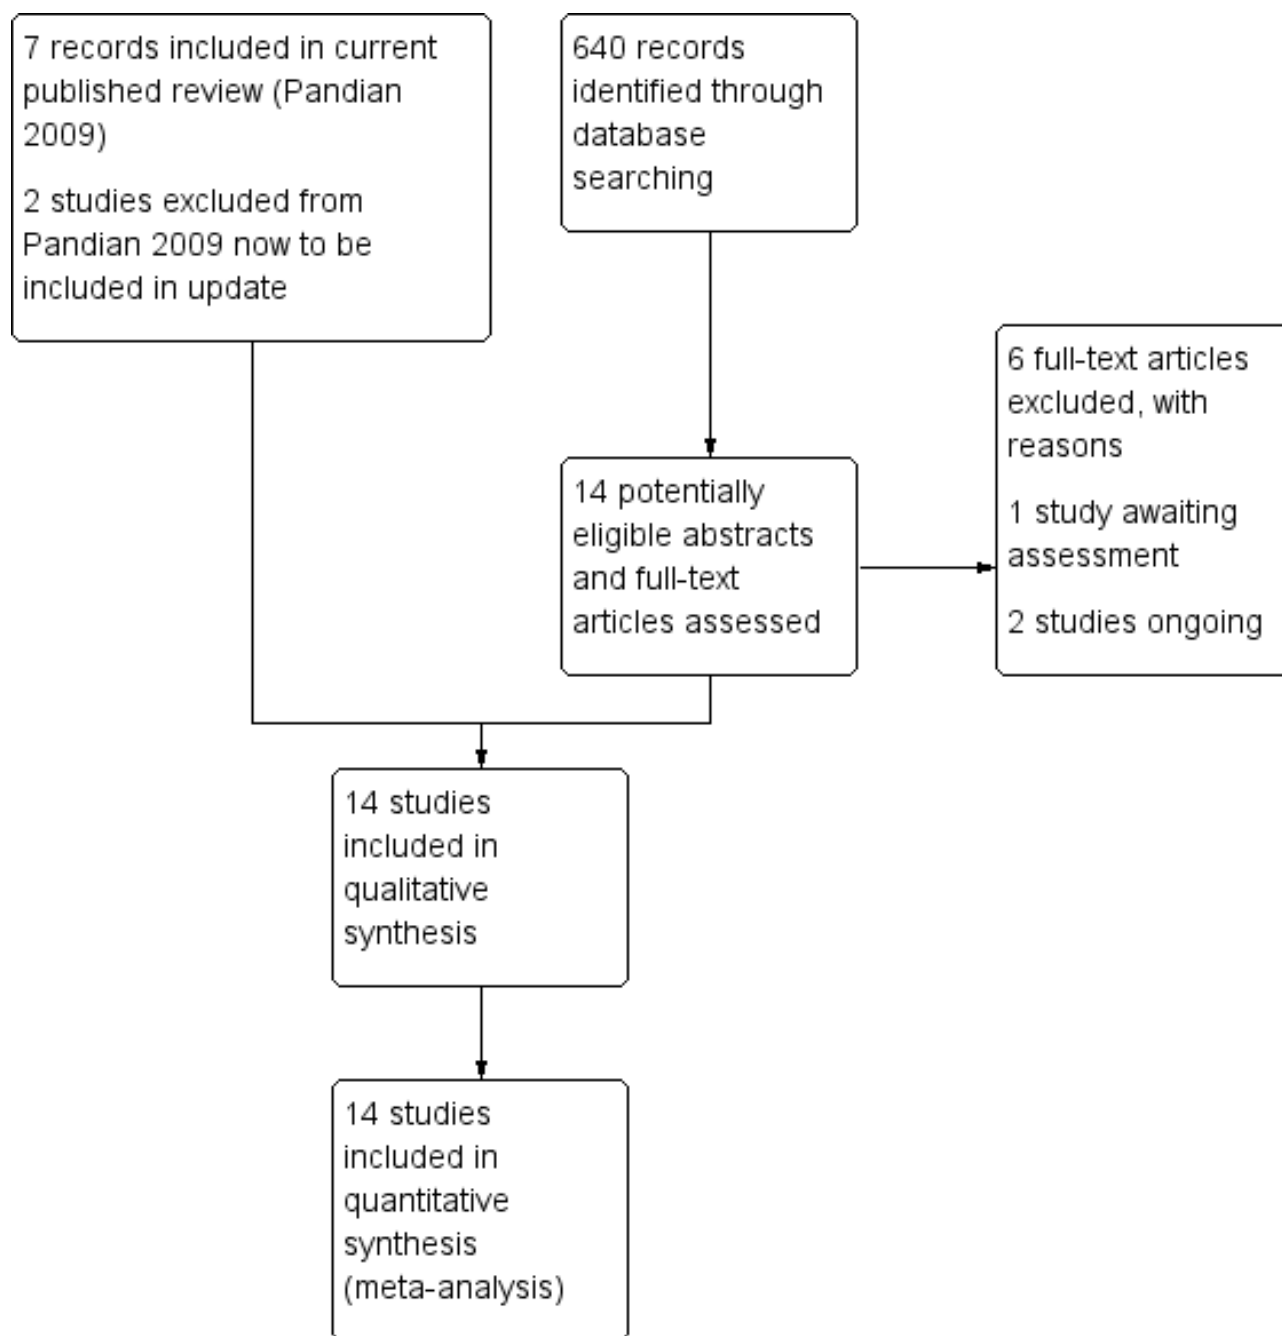 7 records included in current
published review (Pandian
2009)
2 studies excluded from
Pandian 2009 now to be
included in update
640 records
identified through
database
searching
6 full-text articles
excluded, with
reasons
1 study awaiting
assessment
2 studies ongoing
14 potentially
eligible abstracts
and full-text
articles assessed
14 studies
included in
qualitative
synthesis
14 studies
included in
quantitative
synthesis
(meta-analysis)